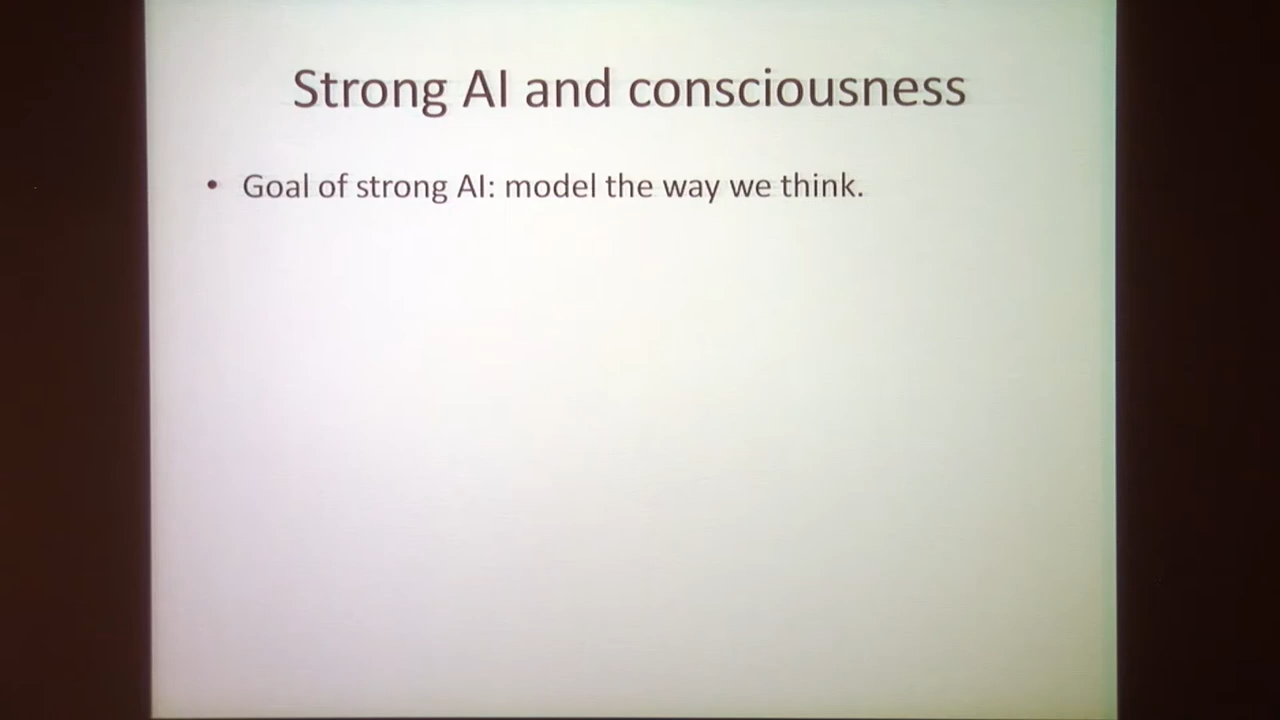 Strong AI and consciousness
• Goal of strong AI: model the way we think.